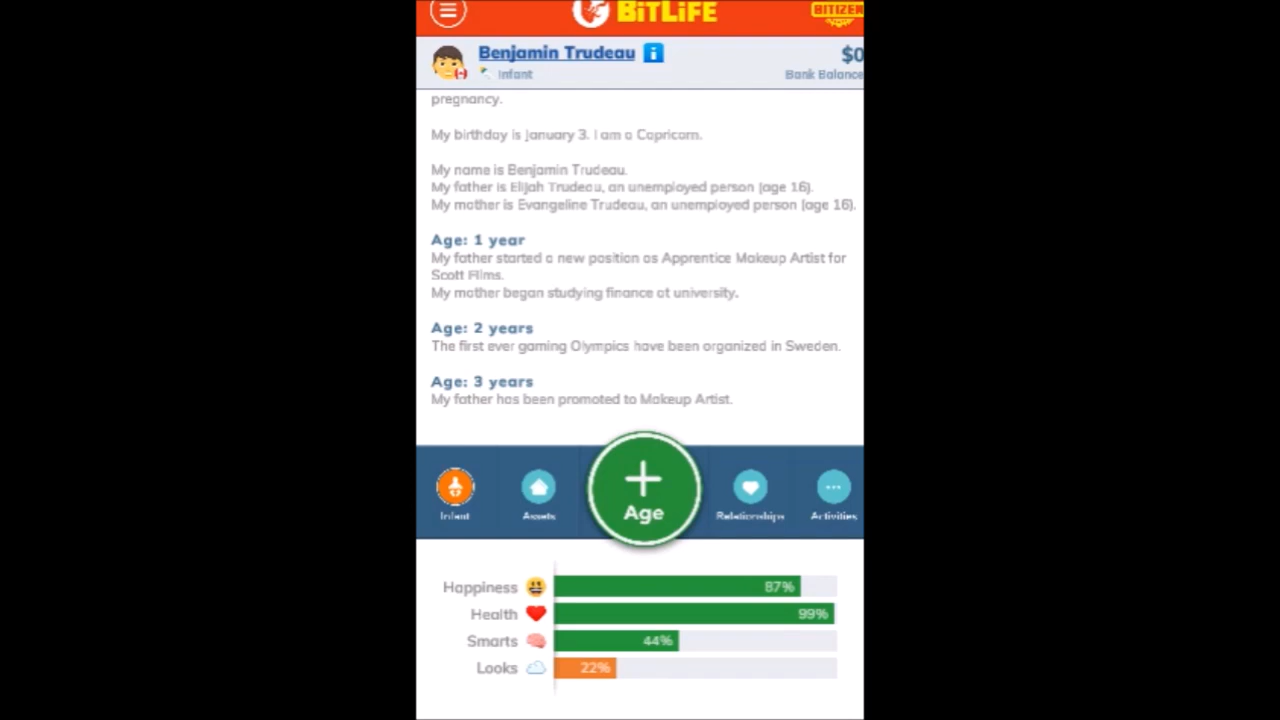 BitLife
BITIZEN
Benjamin Trudeau
$0
Infant
Bank Balance
pregnancy.
My birthday is January 3. I am a Capricorn.
My name is Benjamin Trudeau.
My father is Elijah Trudeau, an unemployed person (age 16).
My mother is Evangeline Trudeau, an unemployed person (age 16).
Age: 1 year
My father started a new position as Apprentice Makeup Artist for
Scott Films.
My mother began studying finance at university.
Age: 2 years
The first ever gaming Olympics have been organized in Sweden.
Age: 3 years
My father has been promoted to Makeup Artist.
Infant
Assets
+
Age
Relationships
Activities
Happiness 87%
Health 99%
Smarts 44%
Looks 22%